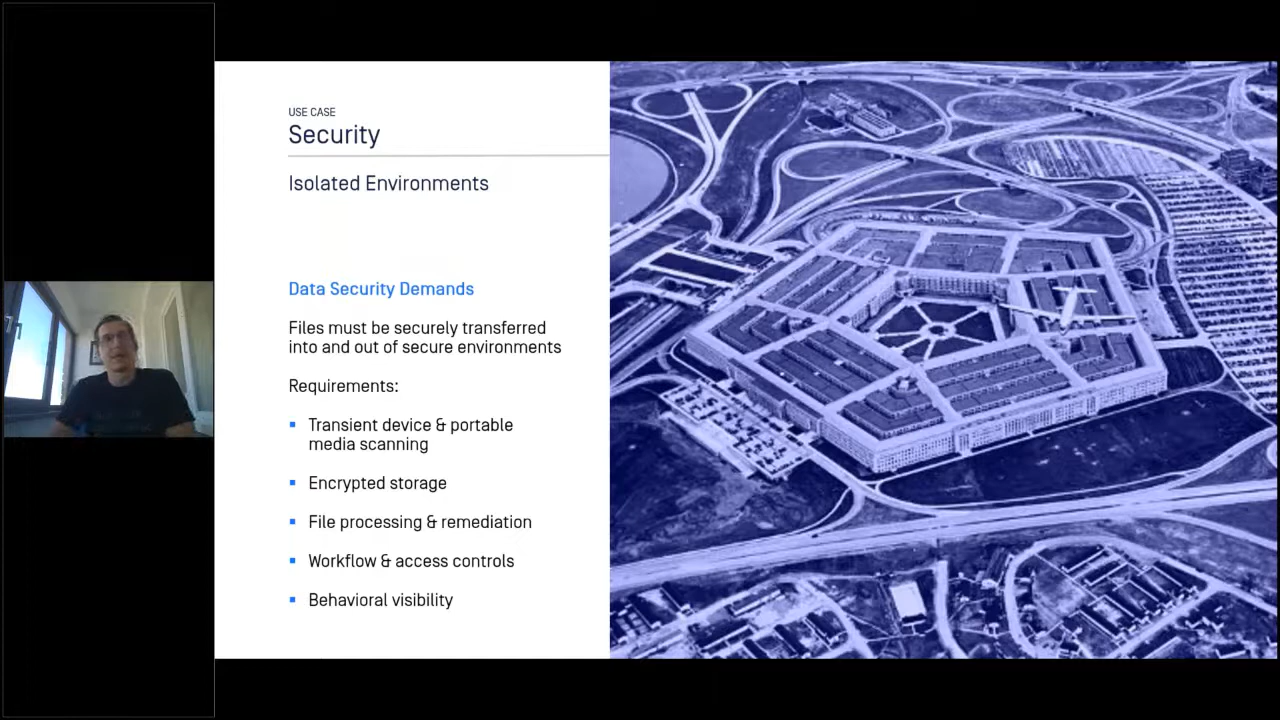 USE CASE
Security
Isolated Environments
Data Security Demands
Files must be securely transferred
into and out of secure environments
Requirements:
Transient device & portable
media scanning
Encrypted storage
File processing & remediation
Workflow & access controls
Behavioral visibility